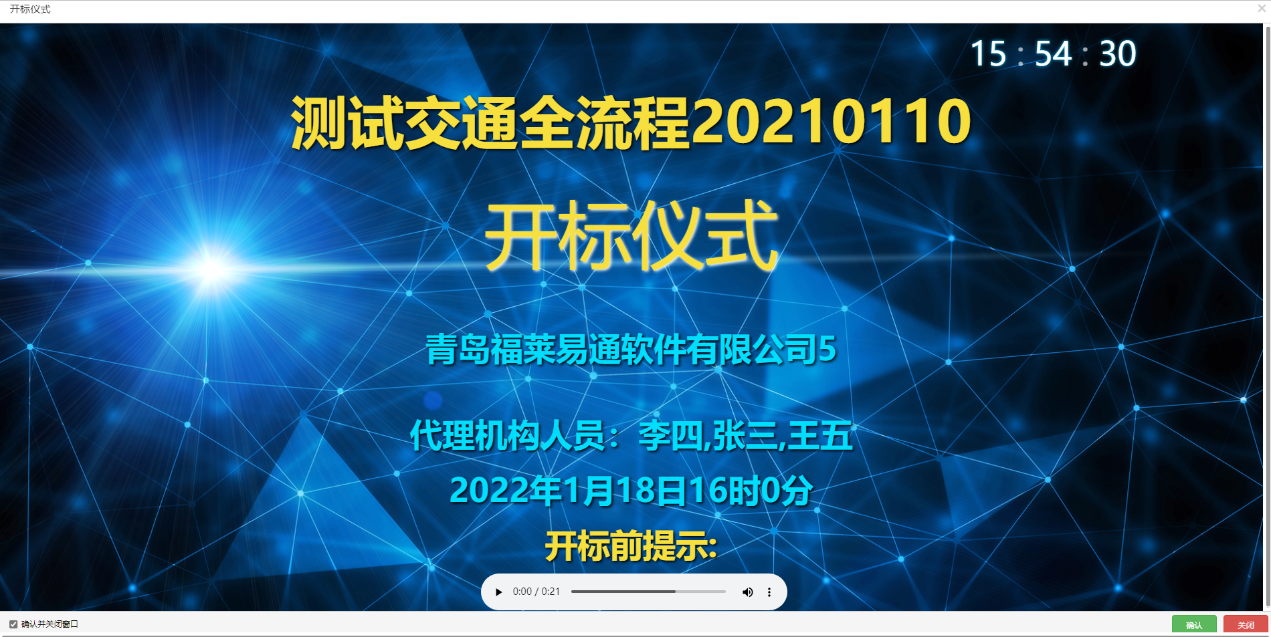 开标仪式
15 : 54 : 30
测试交通全流程20210110
开标仪式
青岛福莱易通软件有限公司5
代理机构人员：李四,张三,王五
2022年1月18日16时0分
开标前提示:
0:00 / 0:21
确认并关闭窗口
确认
关闭